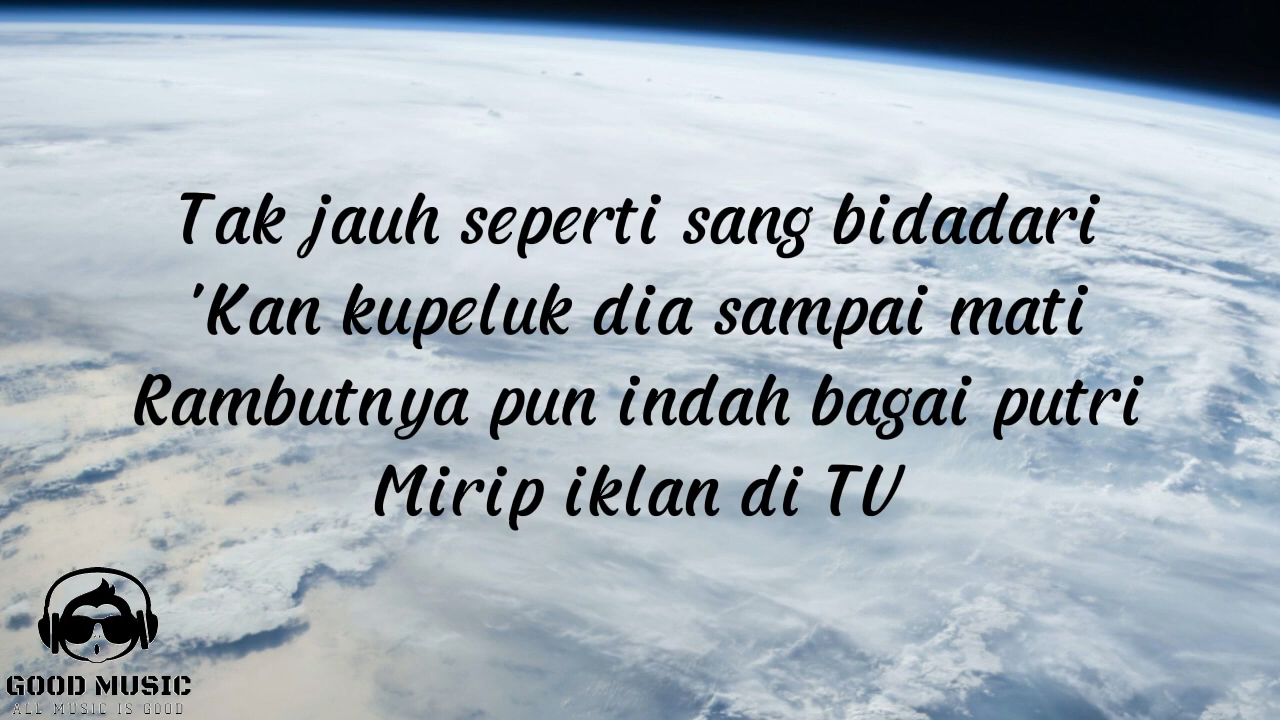 Tak jauh seperti sang bidadari
'Kan kupeluk dia sampai mati
Rambutnya pun indah bagai putri
Mirip iklan di TV
GOOD MUSIC
ALL MUSIC IS GOOD